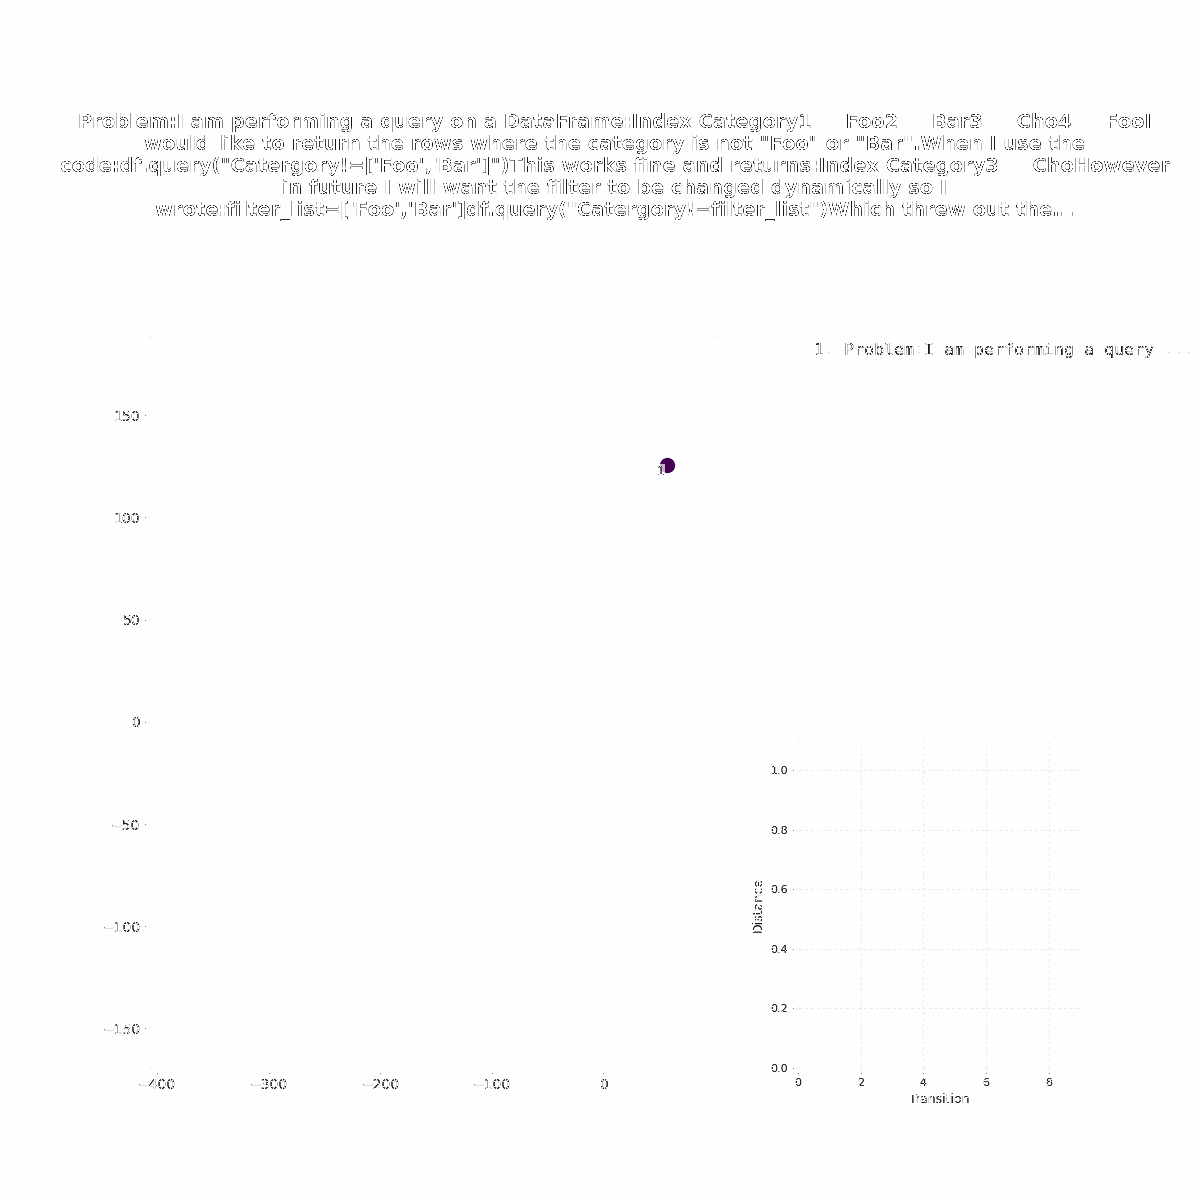 Problem:I am performing a query on a DataFrame:Index Category1     Foo2     Bar3     Cho4     FooI
would like to return the rows where the category is not "Foo" or "Bar".When I use the
code:df.query("Catergory!=['Foo','Bar']")This works fine and returns:Index Category3     ChoHowever
in future I will want the filter to be changed dynamically so I
wrote:filter_list=['Foo','Bar']df.query("Catergory!=filter_list")Which threw out the...
1. Problem:I am performing a query ...
150
100
50
0
−50
−100
−150
−400 −300 −200 −100 0
1
1.0
0.8
0.6
0.4
0.2
0.0
0 2 4 6 8
Distance
Transition